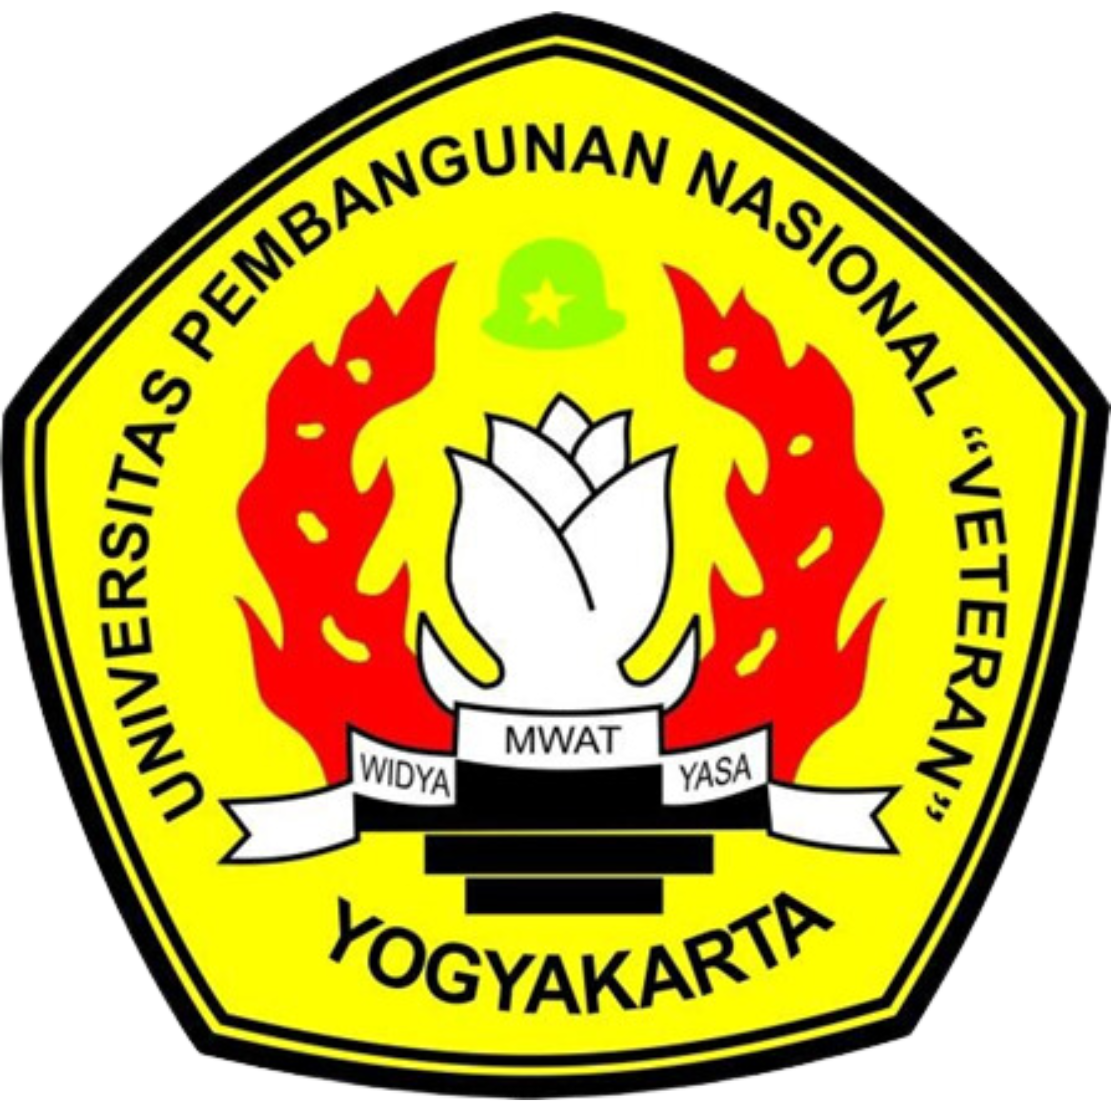 UNIVERSITAS PEMBANGUNAN NASIONAL “VETERAN”
WIDYA MWAT YASA
YOGYAKARTA